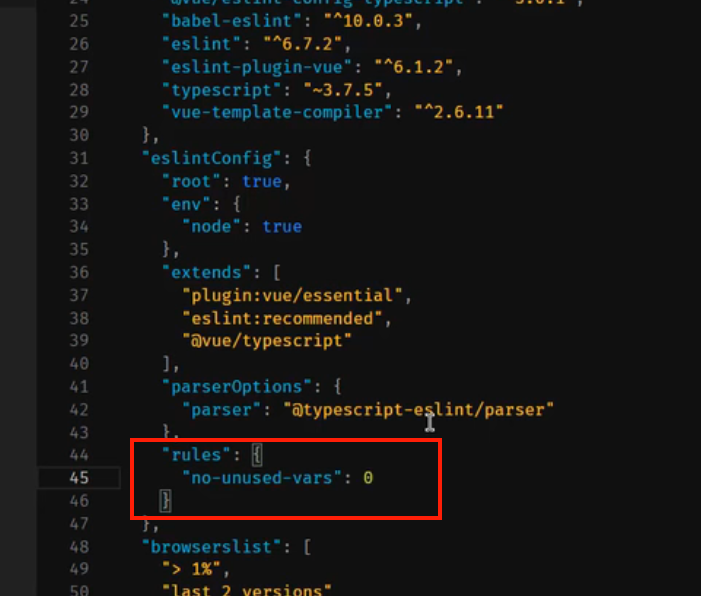 24 "@vue/eslint-config-typescript": "^5.0.1",
25 "babel-eslint": "^10.0.3",
26 "eslint": "^6.7.2",
27 "eslint-plugin-vue": "^6.1.2",
28 "typescript": "~3.7.5",
29 "vue-template-compiler": "^2.6.11"
30 },
31 "eslintConfig": {
32 "root": true,
33 "env": {
34 "node": true
35 },
36 "extends": [
37 "plugin:vue/essential",
38 "eslint:recommended",
39 "@vue/typescript"
40 ],
41 "parserOptions": {
42 "parser": "@typescript-eslint/parser"
43 },
44 "rules": {
45 "no-unused-vars": 0
46 }
47 },
48 "browserslist": [
49 "> 1%",
50 "last 2 versions"